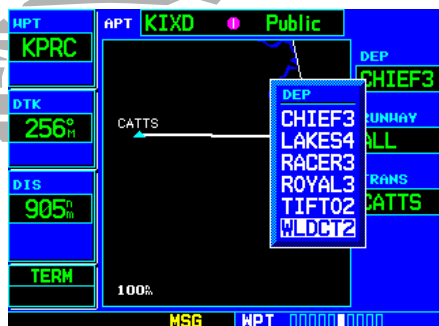 WPT
KPRC
APT KIXD Public
DEP
CHIEF3
DTK
256°M
CATTS
DEP
CHIEF3
LAKES4
RACER3
ROYAL3
TIFTO2
WLDCT2
RUNWAY
ALL
TRANS
CATTS
DIS
905nm
TERM
100%
MSG WPT